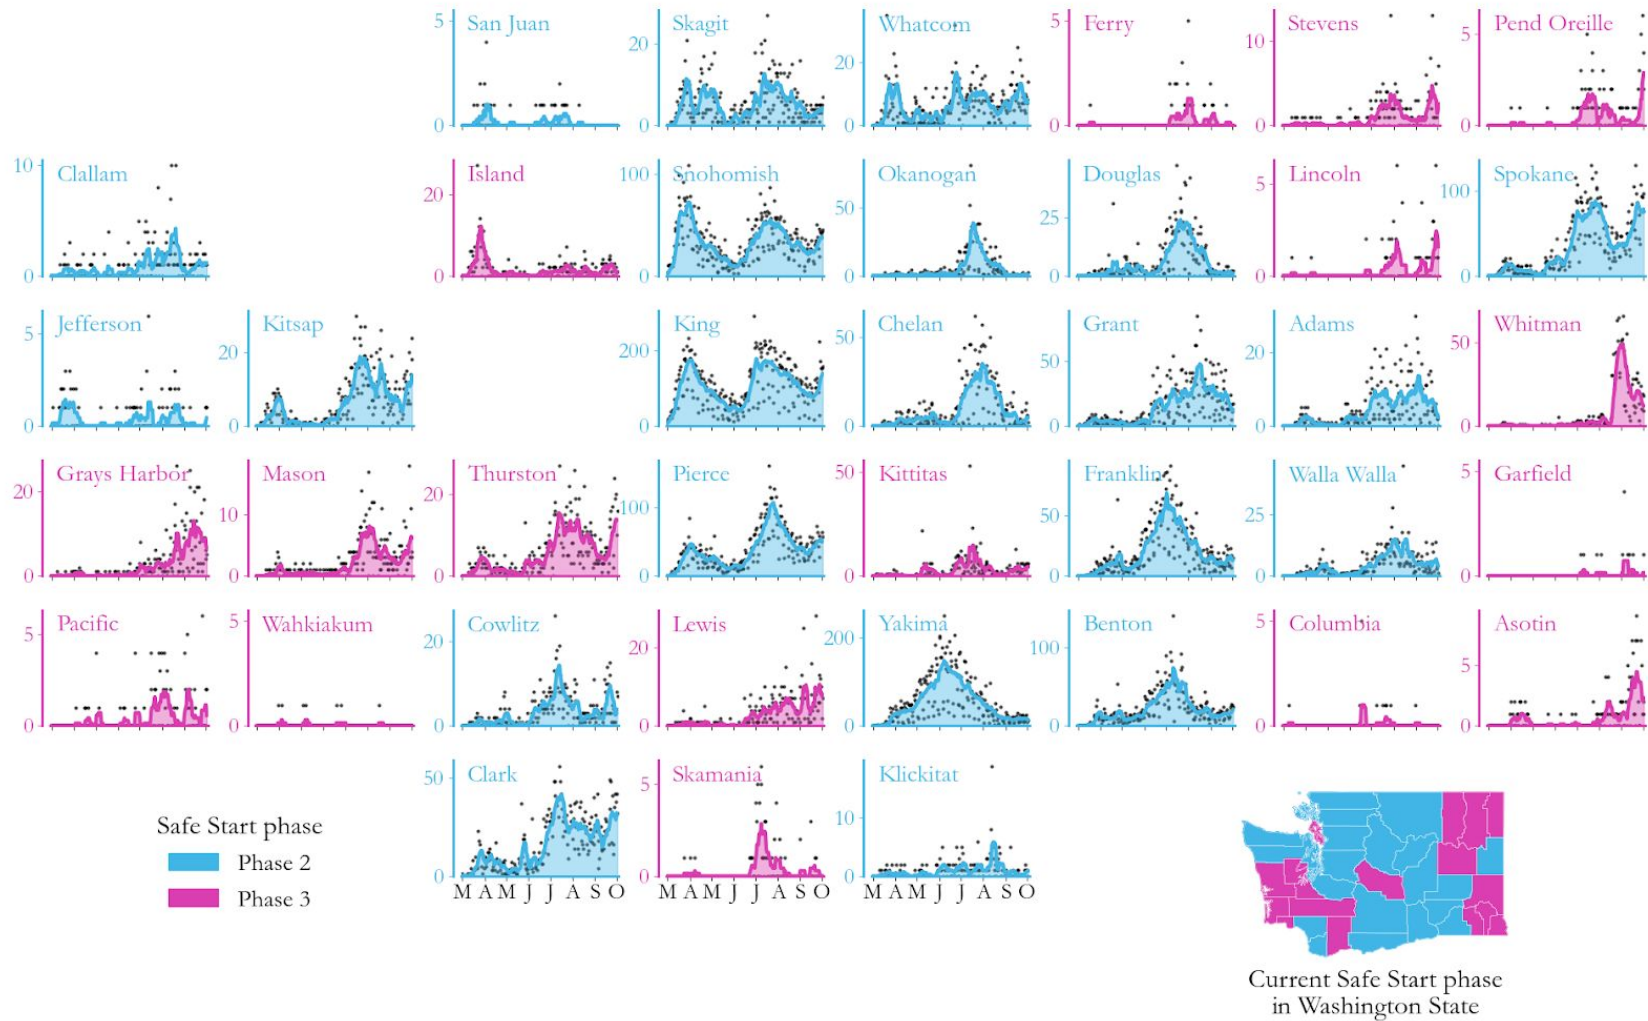 San Juan
5
0
Skagit
20
0
Whatcom
20
0
Ferry
5
0
Stevens
10
0
Pend Oreille
5
0
Clallam
10
0
Island
20
0
Snohomish
100
0
Okanogan
50
0
Douglas
25
0
Lincoln
5
0
Spokane
100
0
Jefferson
5
0
Kitsap
20
0
King
200
0
Chelan
50
0
Grant
50
0
Adams
20
0
Whitman
50
0
Grays Harbor
20
0
Mason
10
0
Thurston
20
0
Pierce
100
0
Kittitas
50
0
Franklin
50
0
Walla Walla
25
0
Garfield
5
0
Pacific
5
0
Wahkiakum
5
0
Cowlitz
20
0
Lewis
20
0
Yakima
200
0
Benton
100
0
Columbia
5
0
Asotin
5
0
Clark
50
0
M A M J J A S O
Skamania
5
0
M A M J J A S O
Klickitat
10
0
M A M J J A S O
Safe Start phase
Phase 2
Phase 3
Current Safe Start phase
in Washington State